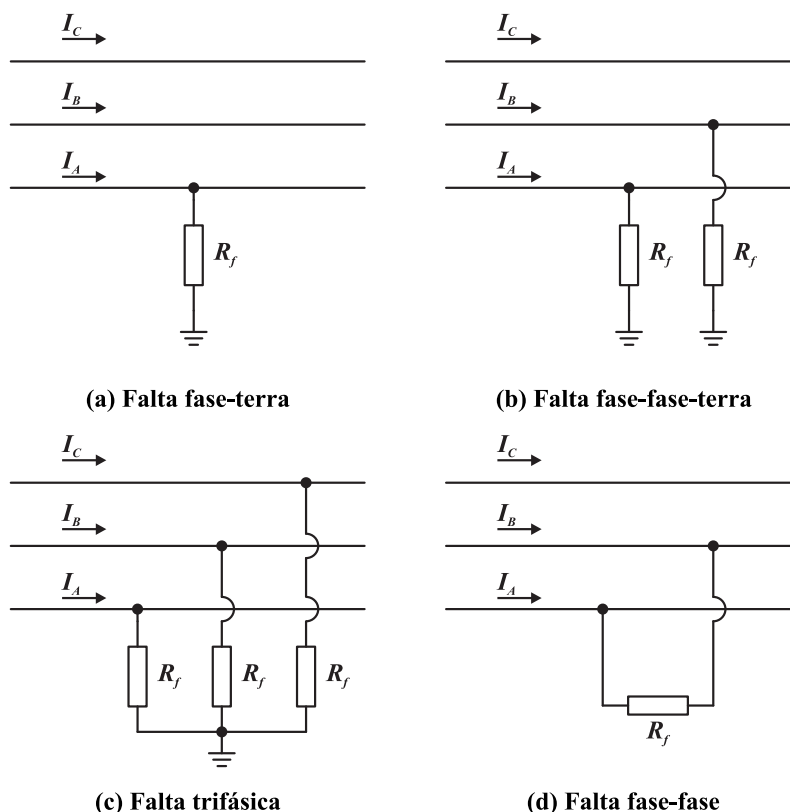 I_C
I_B
I_A
R_f
(a) Falta fase-terra
I_C
I_B
I_A
R_f R_f
(b) Falta fase-fase-terra
I_C
I_B
I_A
R_f R_f R_f
(c) Falta trifásica
I_C
I_B
I_A
R_f
(d) Falta fase-fase